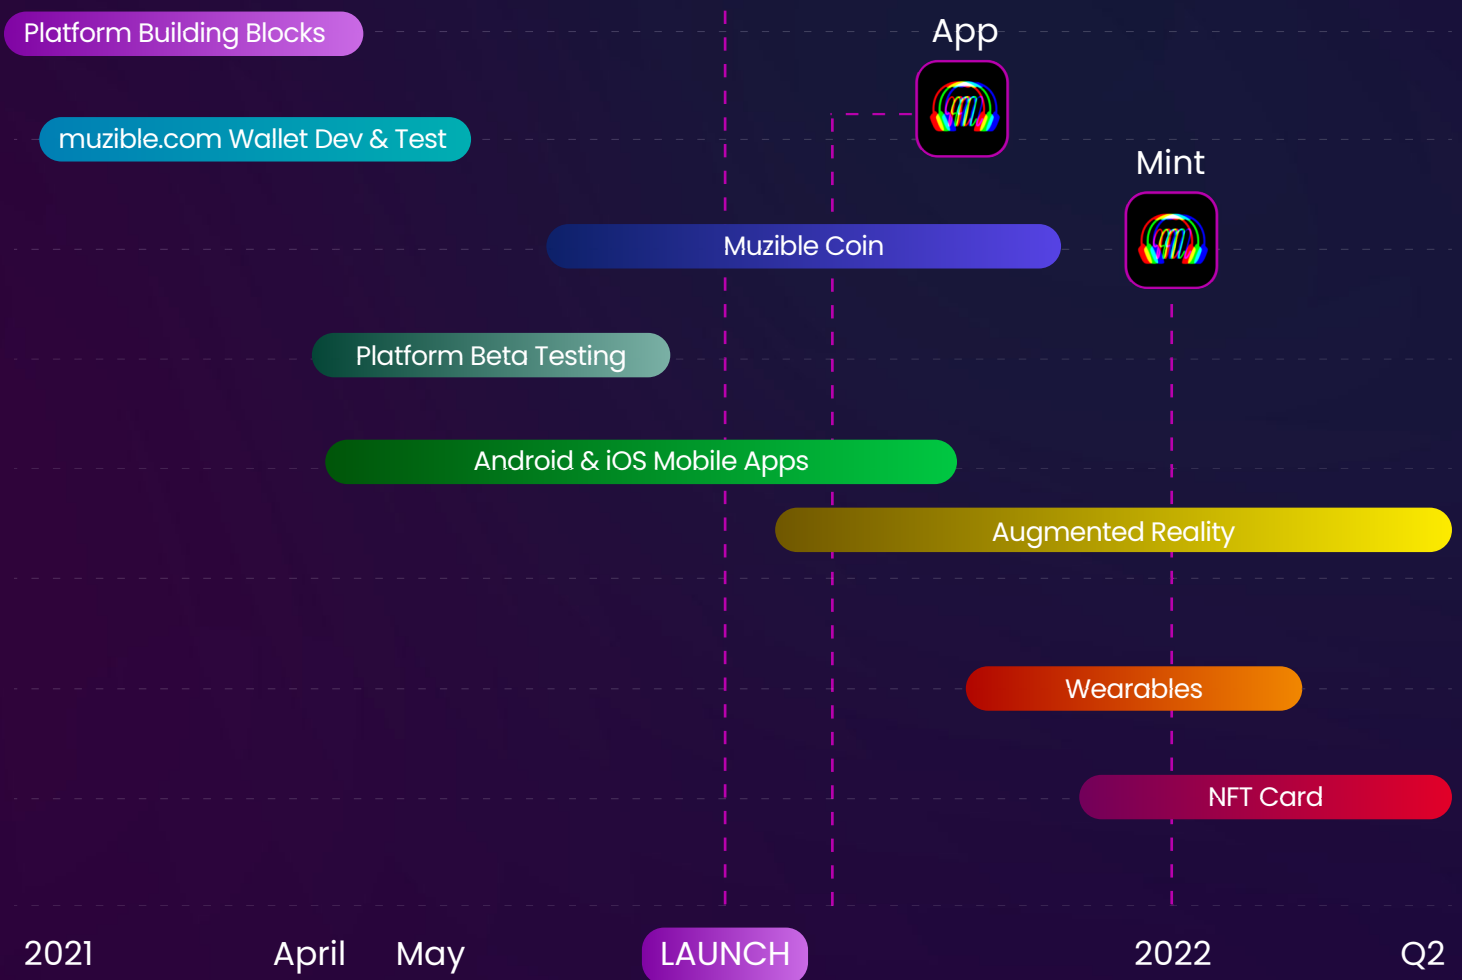 Platform Building Blocks
App
muzible.com Wallet Dev & Test
Mint
Muzible Coin
Platform Beta Testing
Android & iOS Mobile Apps
Augmented Reality
Wearables
NFT Card
2021 April May LAUNCH 2022 Q2